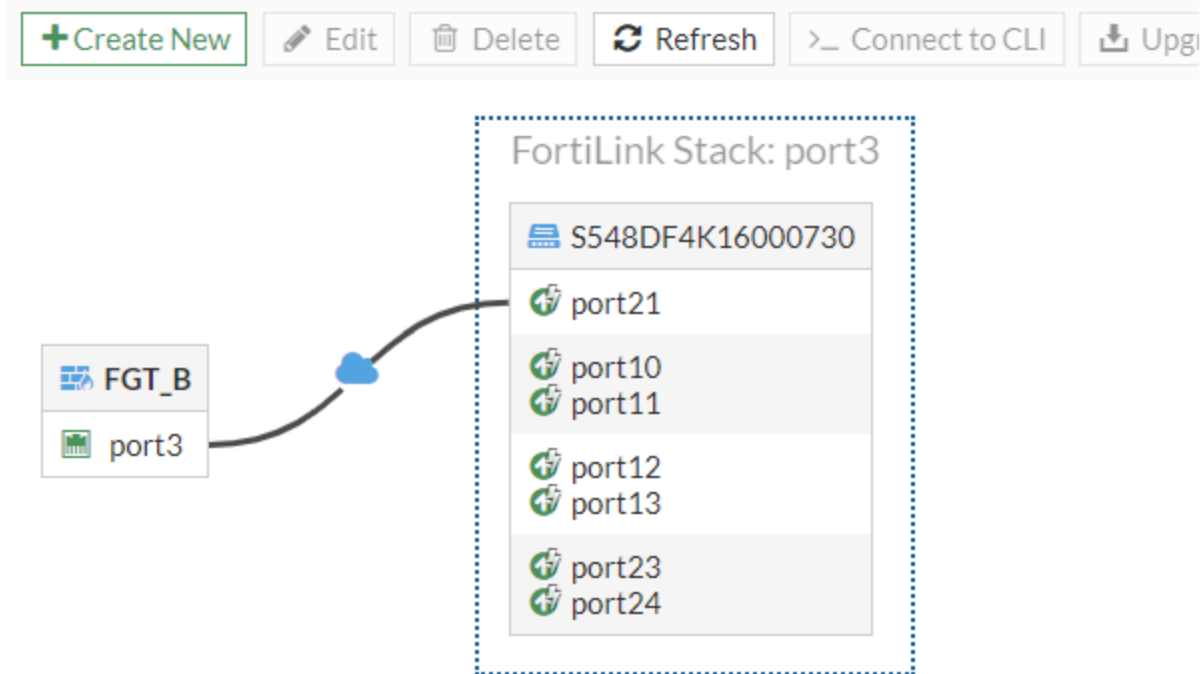 +Create New Edit Delete Refresh >_ Connect to CLI Upg
FortiLink Stack: port3
S548DF4K16000730
port21
port10
port11
port12
port13
port23
port24
FGT_B
port3